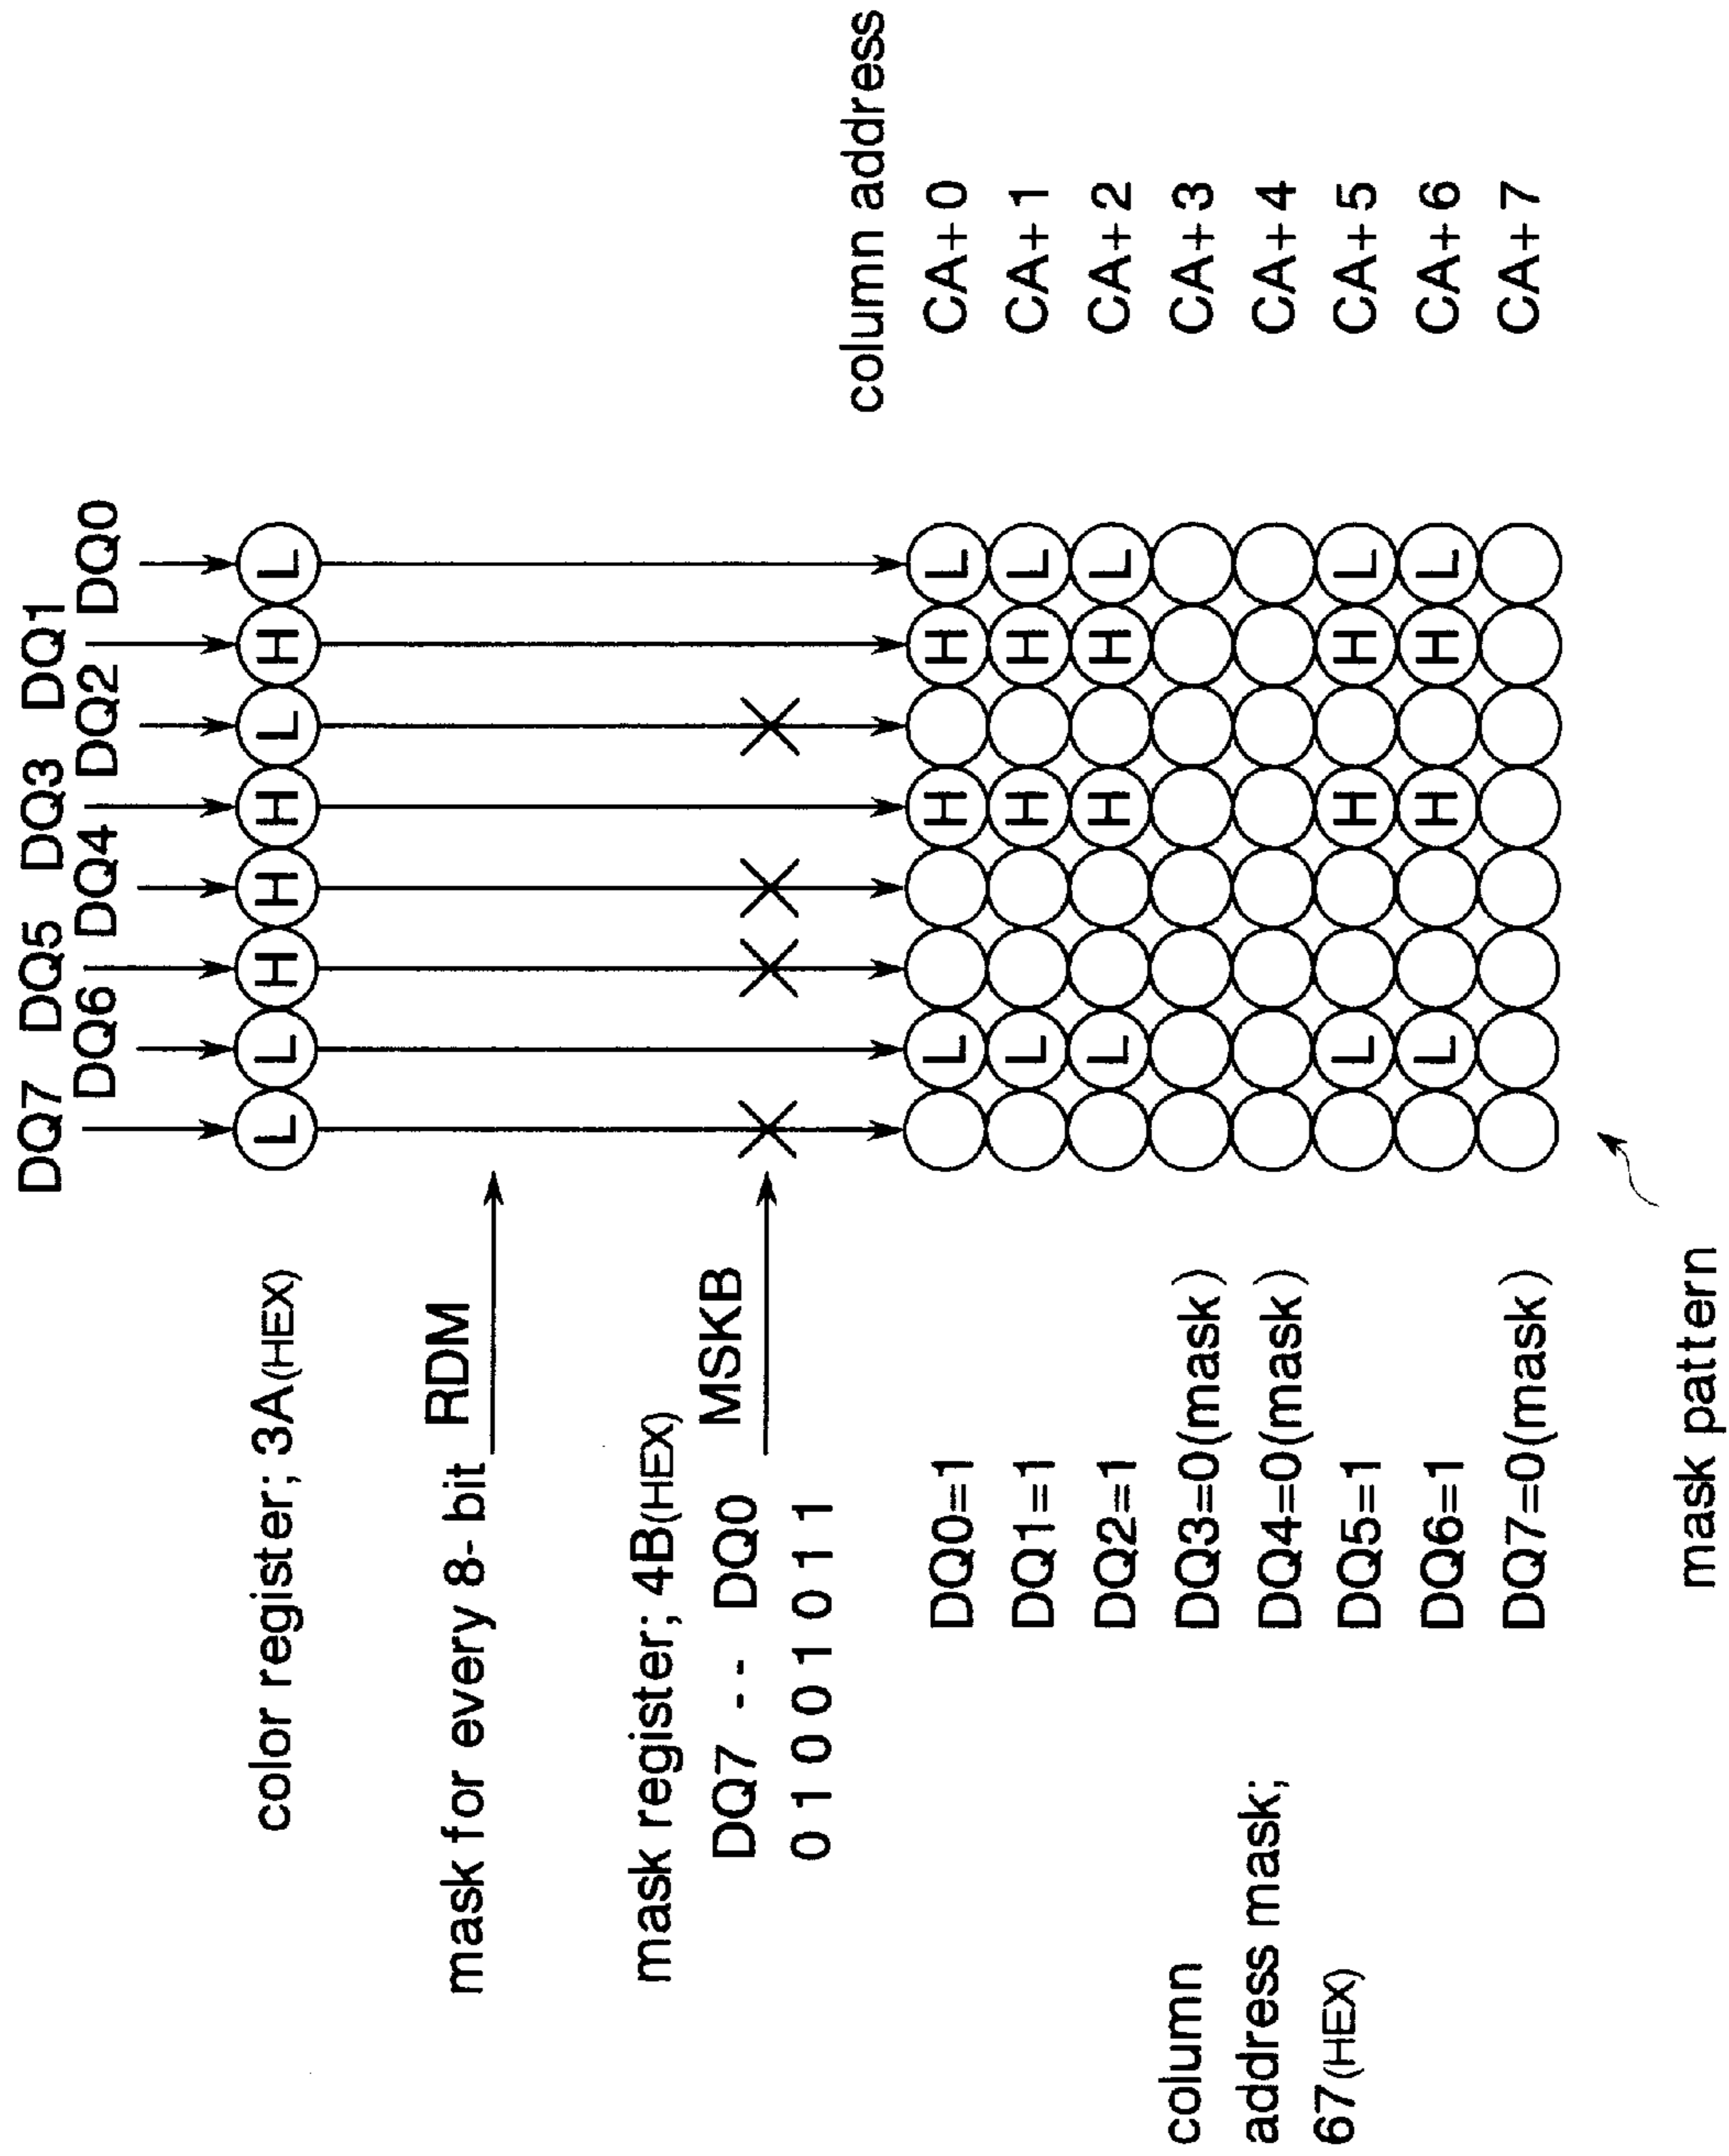 DQ7 DQ5 DQ3 DQ1
DQ6 DQ4 DQ2 DQ0
color register; 3A(HEX)
L L H H H L H L
mask for every 8- bit RDM
mask register; 4B(HEX)
DQ7 - - DQ0 MSKB
0 1 0 0 1 0 1 1
column address
DQ0=1 L H H L CA+0
DQ1=1 L H H L CA+1
DQ2=1 L H H L CA+2
column
DQ3=0(mask) CA+3
address mask;
DQ4=0(mask) CA+4
67(HEX)
DQ5=1 L H H L CA+5
DQ6=1 L H H L CA+6
DQ7=0(mask) CA+7
mask pattern